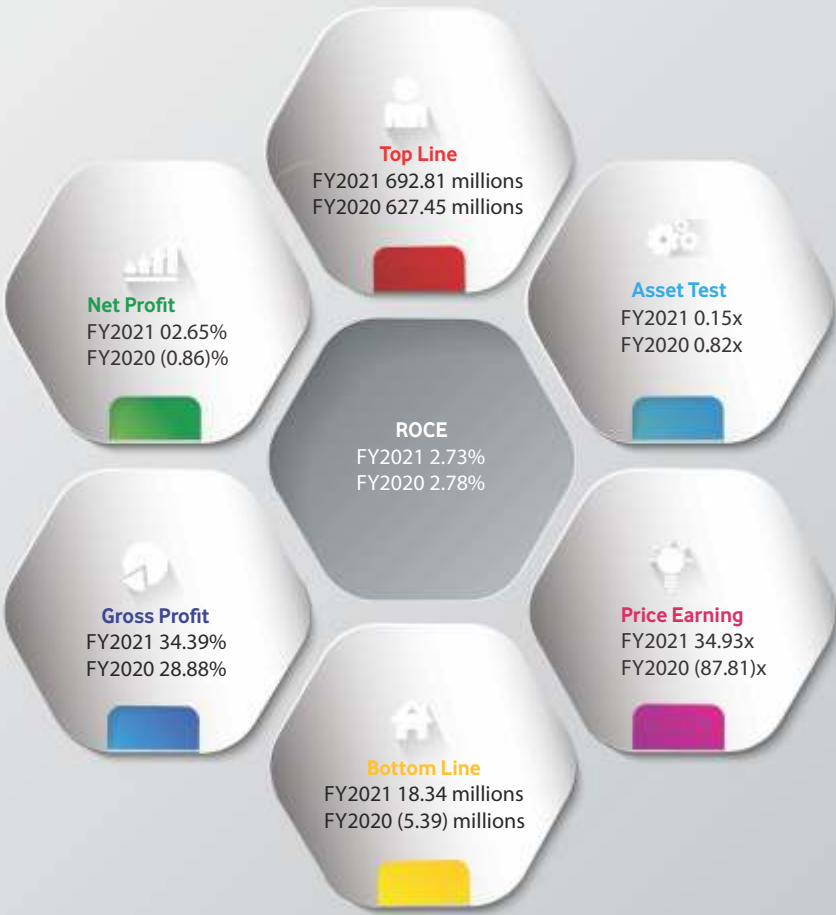 Top Line
FY2021 692.81 millions
FY2020 627.45 millions
Net Profit
FY2021 02.65%
FY2020 (0.86)%
Asset Test
FY2021 0.15x
FY2020 0.82x
ROCE
FY2021 2.73%
FY2020 2.78%
Gross Profit
FY2021 34.39%
FY2020 28.88%
Price Earning
FY2021 34.93x
FY2020 (87.81)x
Bottom Line
FY2021 18.34 millions
FY2020 (5.39) millions